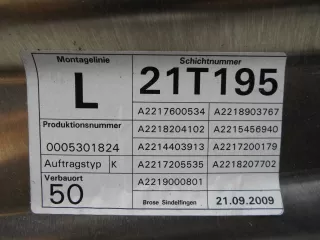 Montagelinie
Schichtnummer
L
21T195
A2217600534 A2218903767
Produktionsnummer
A2218204102 A2215456940
0005301824
A2214403913 A2217200179
Auftragstyp K
A2217205535 A2218207702
Verbauort
A2219000801
50
Brose Sindelfingen 21.09.2009